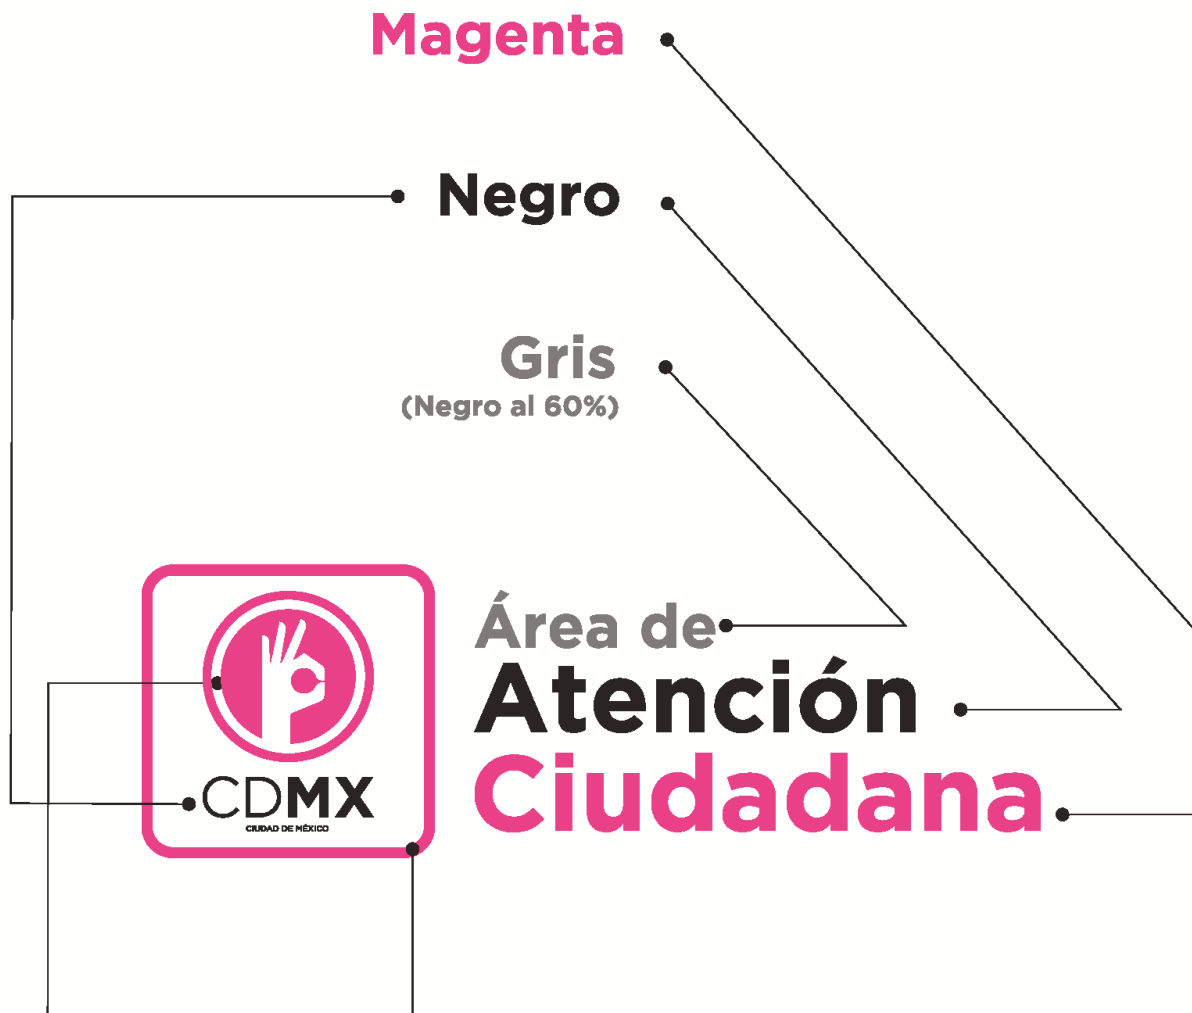 Magenta
Negro
Gris
(Negro al 60%)
Área de
Atención
Ciudadana
CDMX
CIUDAD DE MÉXICO